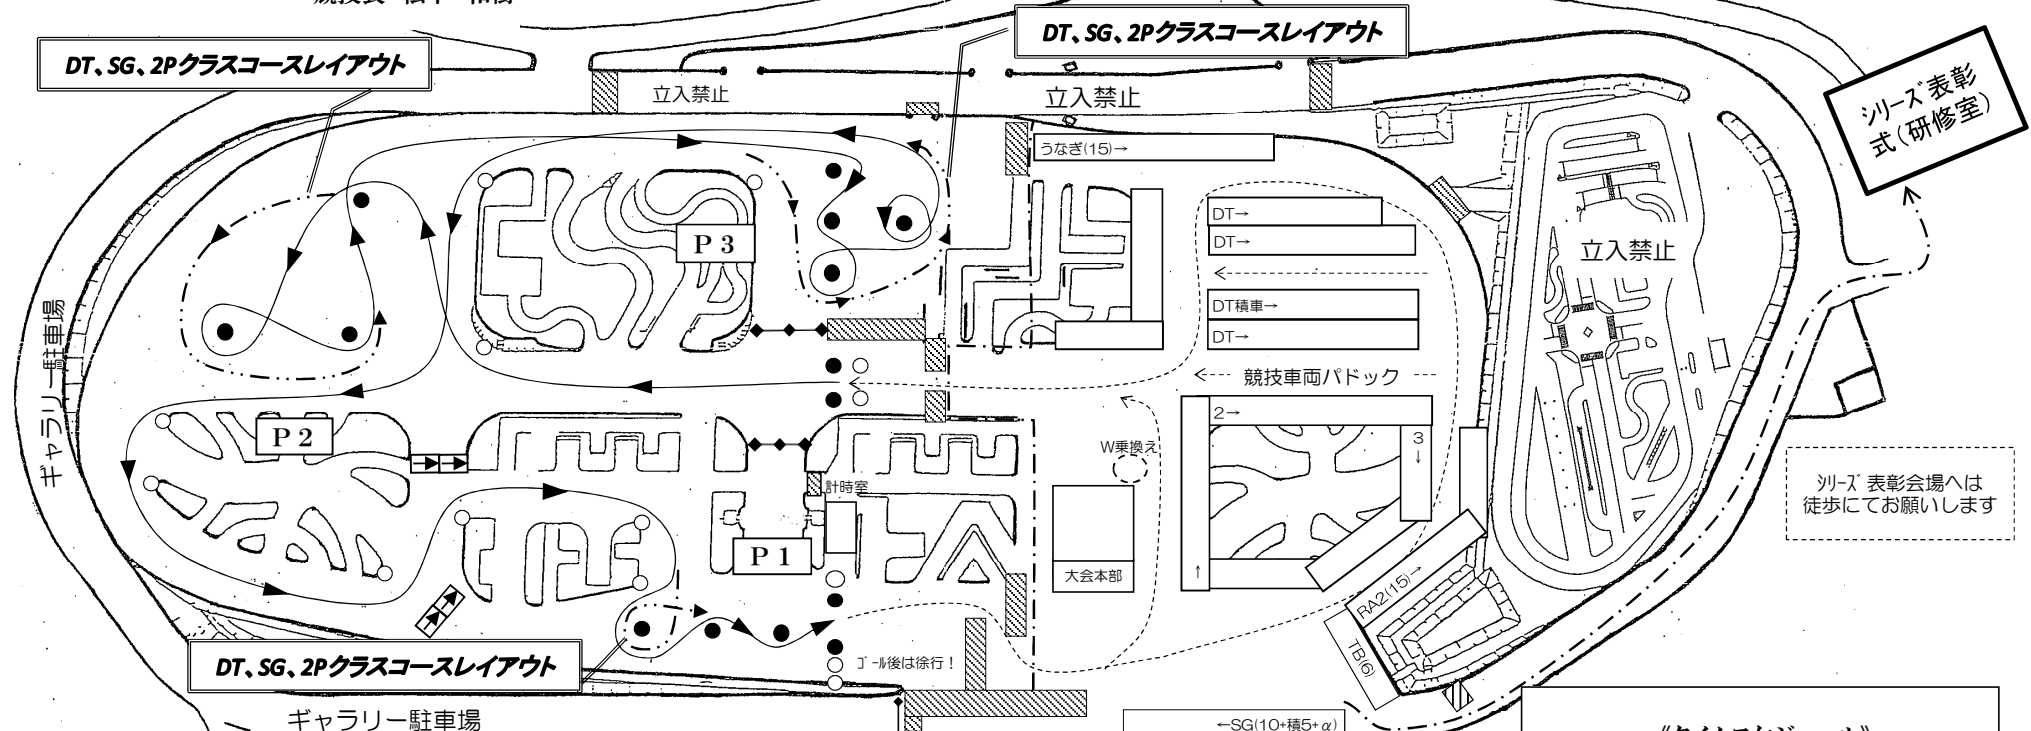 DT、SG、2Pクラスコースレイアウト
DT、SG、2Pクラスコースレイアウト
立入禁止
立入禁止
シリーズ表彰
式(研修室)
うなぎ(15)→
DT→
DT→
立入禁止
P 3
DT積車→
DT→
ギャラリー駐車場
競技車両パドック
2→
3
↓
P 2
W乗換え
計時室
シリーズ表彰会場へは
徒歩にてお願いします
P 1
大会本部
↑
RA2(15)→
TB(6)
DT、SG、2Pクラスコースレイアウト
ゴール後は徐行！
ギャラリー駐車場
←SG(10+積5+α)